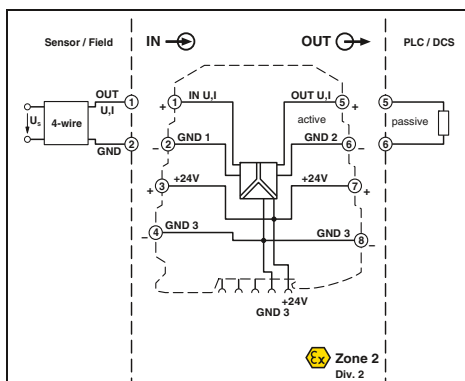 Sensor / Field
IN
OUT
PLC / DCS
OUT
U,I
1
Us
4-wire
GND
2
+
1
IN U,I
OUT U,I
5
+
active
−
2
GND 1
GND 2
6
−
+
3
+24V
+24V
7
+
−
4
GND 3
GND 3
8
−
5
passive
6
+24V
GND 3
Ex
Zone 2
Div. 2